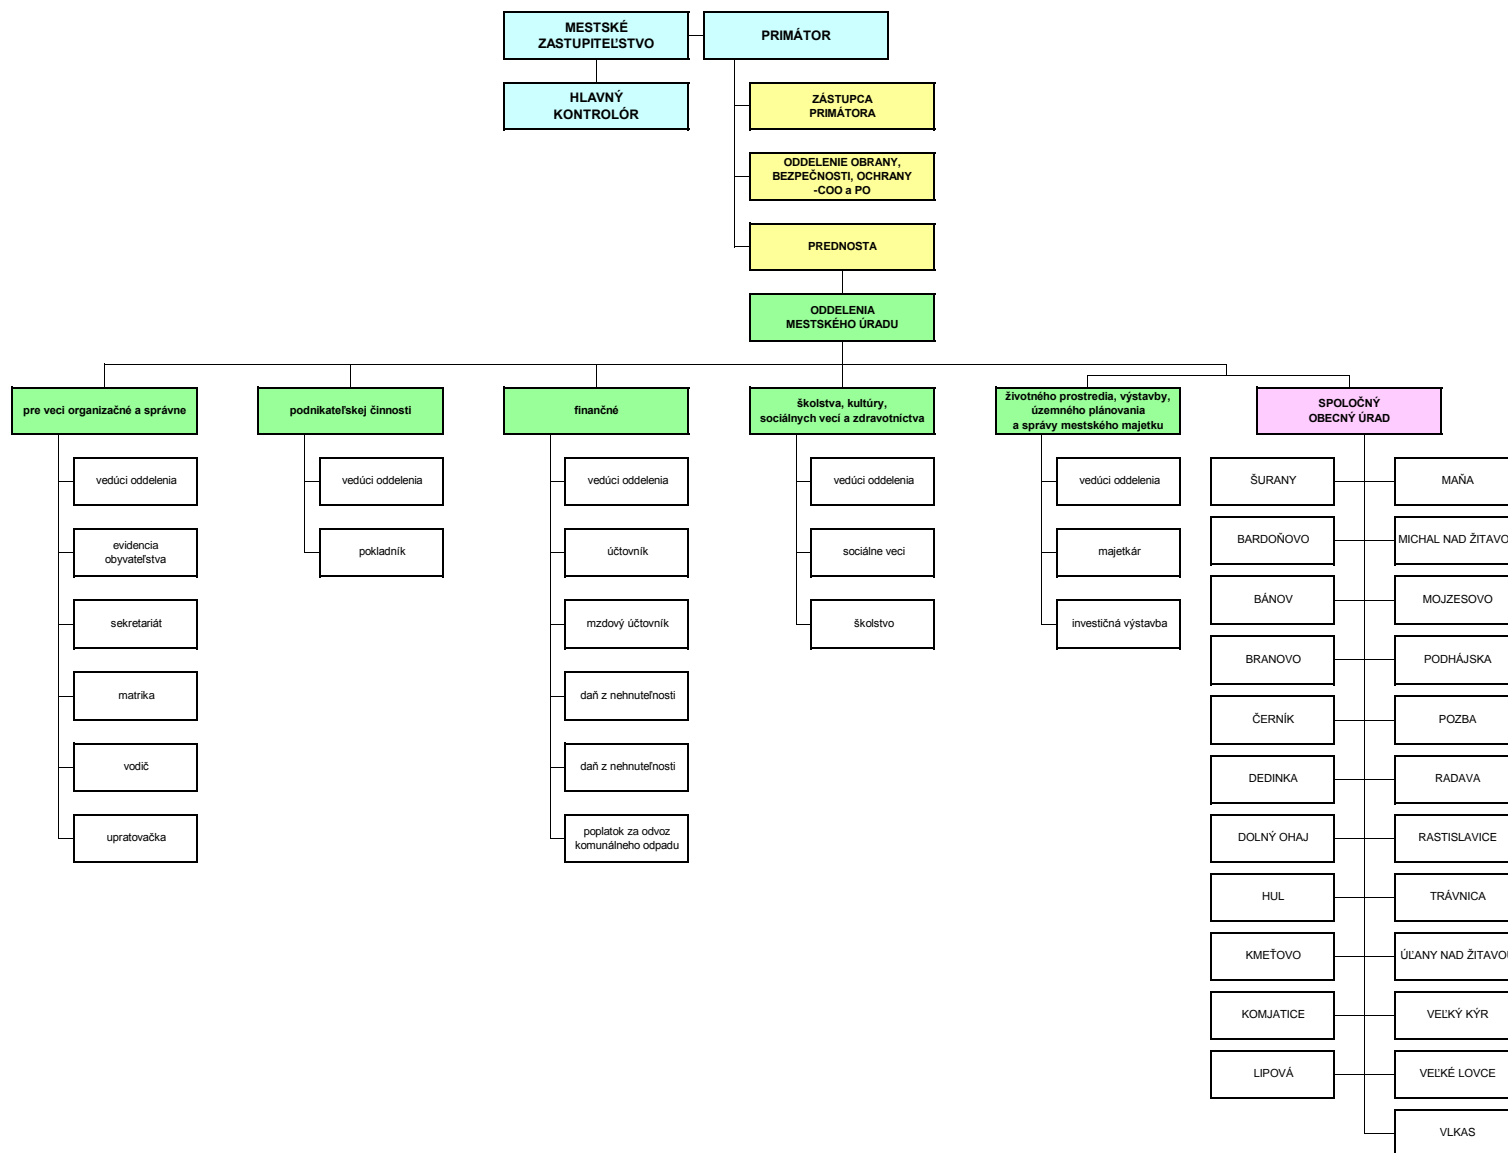 MESTSKÉ
ZASTUPITEĽSTVO
PRIMÁTOR
HLAVNÝ
KONTROLÓR
ZÁSTUPCA
PRIMÁTORA
ODDELENIE OBRANY,
BEZPEČNOSTI, OCHRANY
-COO a PO
PREDNOSTA
ODDELENIA
MESTSKÉHO ÚRADU
pre veci organizačné a správne
vedúci oddelenia
evidencia
obyvateľstva
sekretariát
matrika
vodič
upratovačka
podnikateľskej činnosti
vedúci oddelenia
pokladník
finančné
vedúci oddelenia
účtovník
mzdový účtovník
daň z nehnuteľnosti
daň z nehnuteľnosti
poplatok za odvoz
komunálneho odpadu
školstva, kultúry,
sociálnych vecí a zdravotníctva
vedúci oddelenia
sociálne veci
školstvo
životného prostredia, výstavby,
územného plánovania
a správy mestského majetku
vedúci oddelenia
majetkár
investičná výstavba
SPOLOČNÝ
OBECNÝ ÚRAD
ŠURANY
MAŇA
BARDOŇOVO
MICHAL NAD ŽITAVO
BÁNOV
MOJZESOVO
BRANOVO
PODHÁJSKA
ČERNÍK
POZBA
DEDINKA
RADAVA
DOLNÝ OHAJ
RASTISLAVICE
HUL
TRÁVNICA
KMEŤOVO
ÚĽANY NAD ŽITAVOU
KOMJATICE
VEĽKÝ KÝR
LIPOVÁ
VEĽKÉ LOVCE
VLKAS